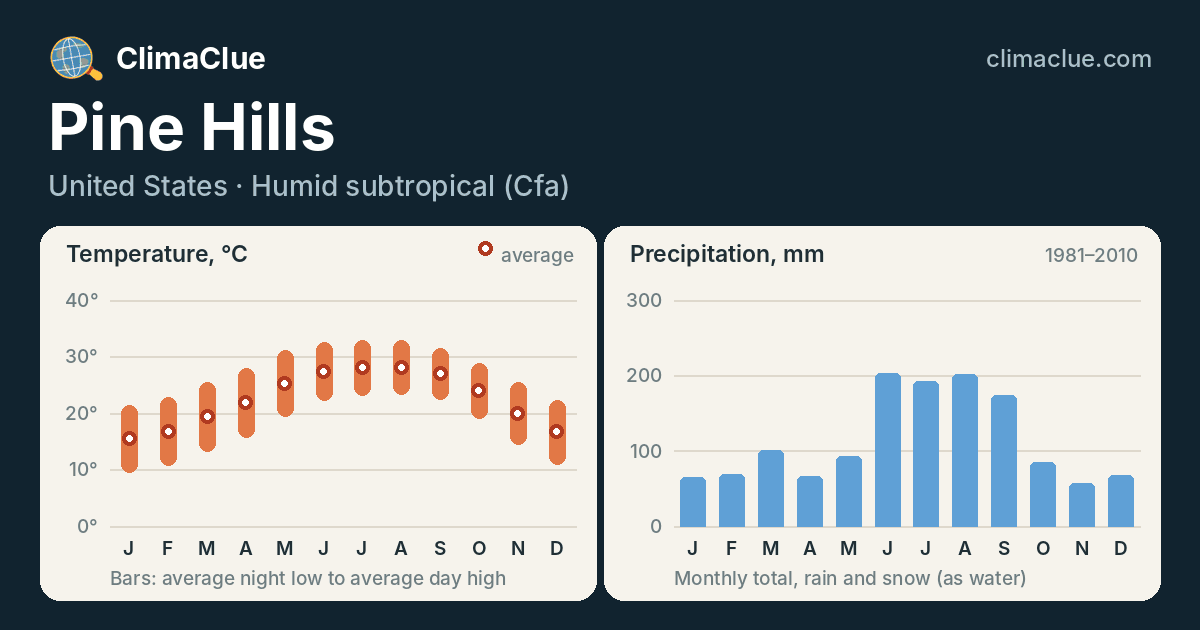 ClimaClue
climaclue.com
Pine Hills
United States · Humid subtropical (Cfa)
Temperature, °C
average
40°
30°
20°
10°
0°
J F M A M J J A S O N D
Bars: average night low to average day high
Precipitation, mm
1981–2010
300
200
100
0
J F M A M J J A S O N D
Monthly total, rain and snow (as water)